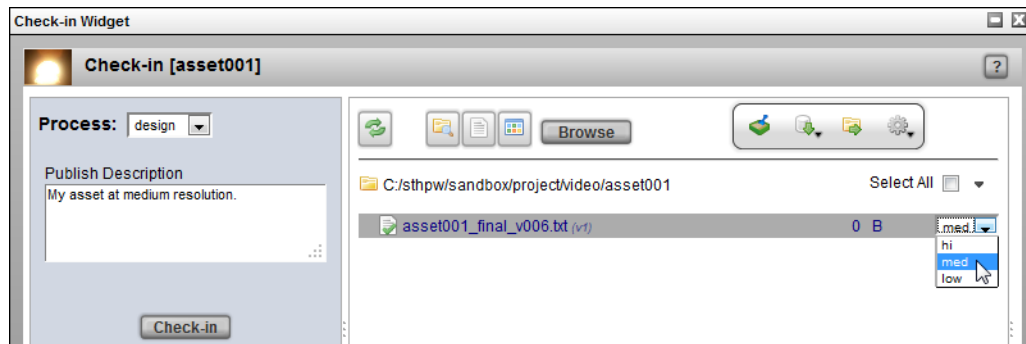 Check-in Widget
Check-in [asset001]
?
Process: design
Publish Description
My asset at medium resolution.
Check-in
Browse
C:/sthpw/sandbox/project/video/asset001
Select All
asset001_final_v006.txt (v1)
0 B
med
hi
med
low